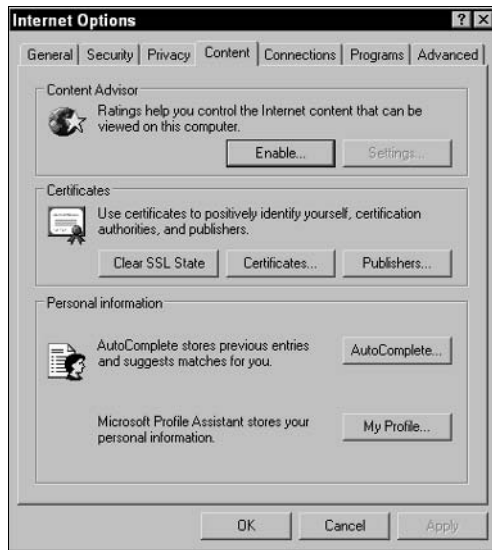 Internet Options
General Security Privacy Content Connections Programs Advanced
Content Advisor
Ratings help you control the Internet content that can be
viewed on this computer.
Enable... Settings...
Certificates
Use certificates to positively identify yourself, certification
authorities, and publishers.
Clear SSL State Certificates... Publishers...
Personal information
AutoComplete stores previous entries
and suggests matches for you.
AutoComplete...
Microsoft Profile Assistant stores your
personal information.
My Profile...
OK Cancel Apply